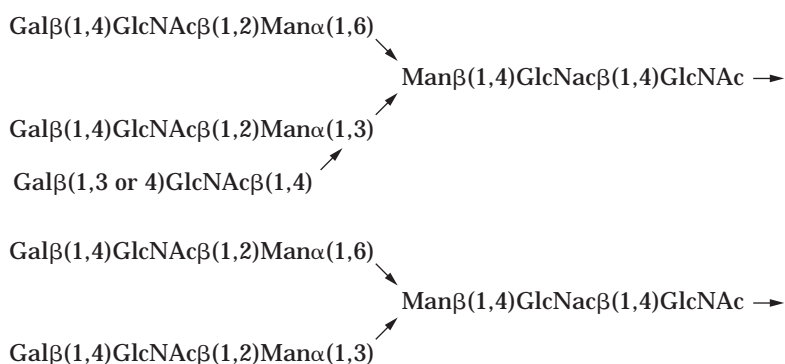 Galβ(1,4)GlcNAcβ(1,2)Manα(1,6)
Manβ(1,4)GlcNacβ(1,4)GlcNAc
Galβ(1,4)GlcNAcβ(1,2)Manα(1,3)
Galβ(1,3 or 4)GlcNAcβ(1,4)
Galβ(1,4)GlcNAcβ(1,2)Manα(1,6)
Manβ(1,4)GlcNacβ(1,4)GlcNAc
Galβ(1,4)GlcNAcβ(1,2)Manα(1,3)